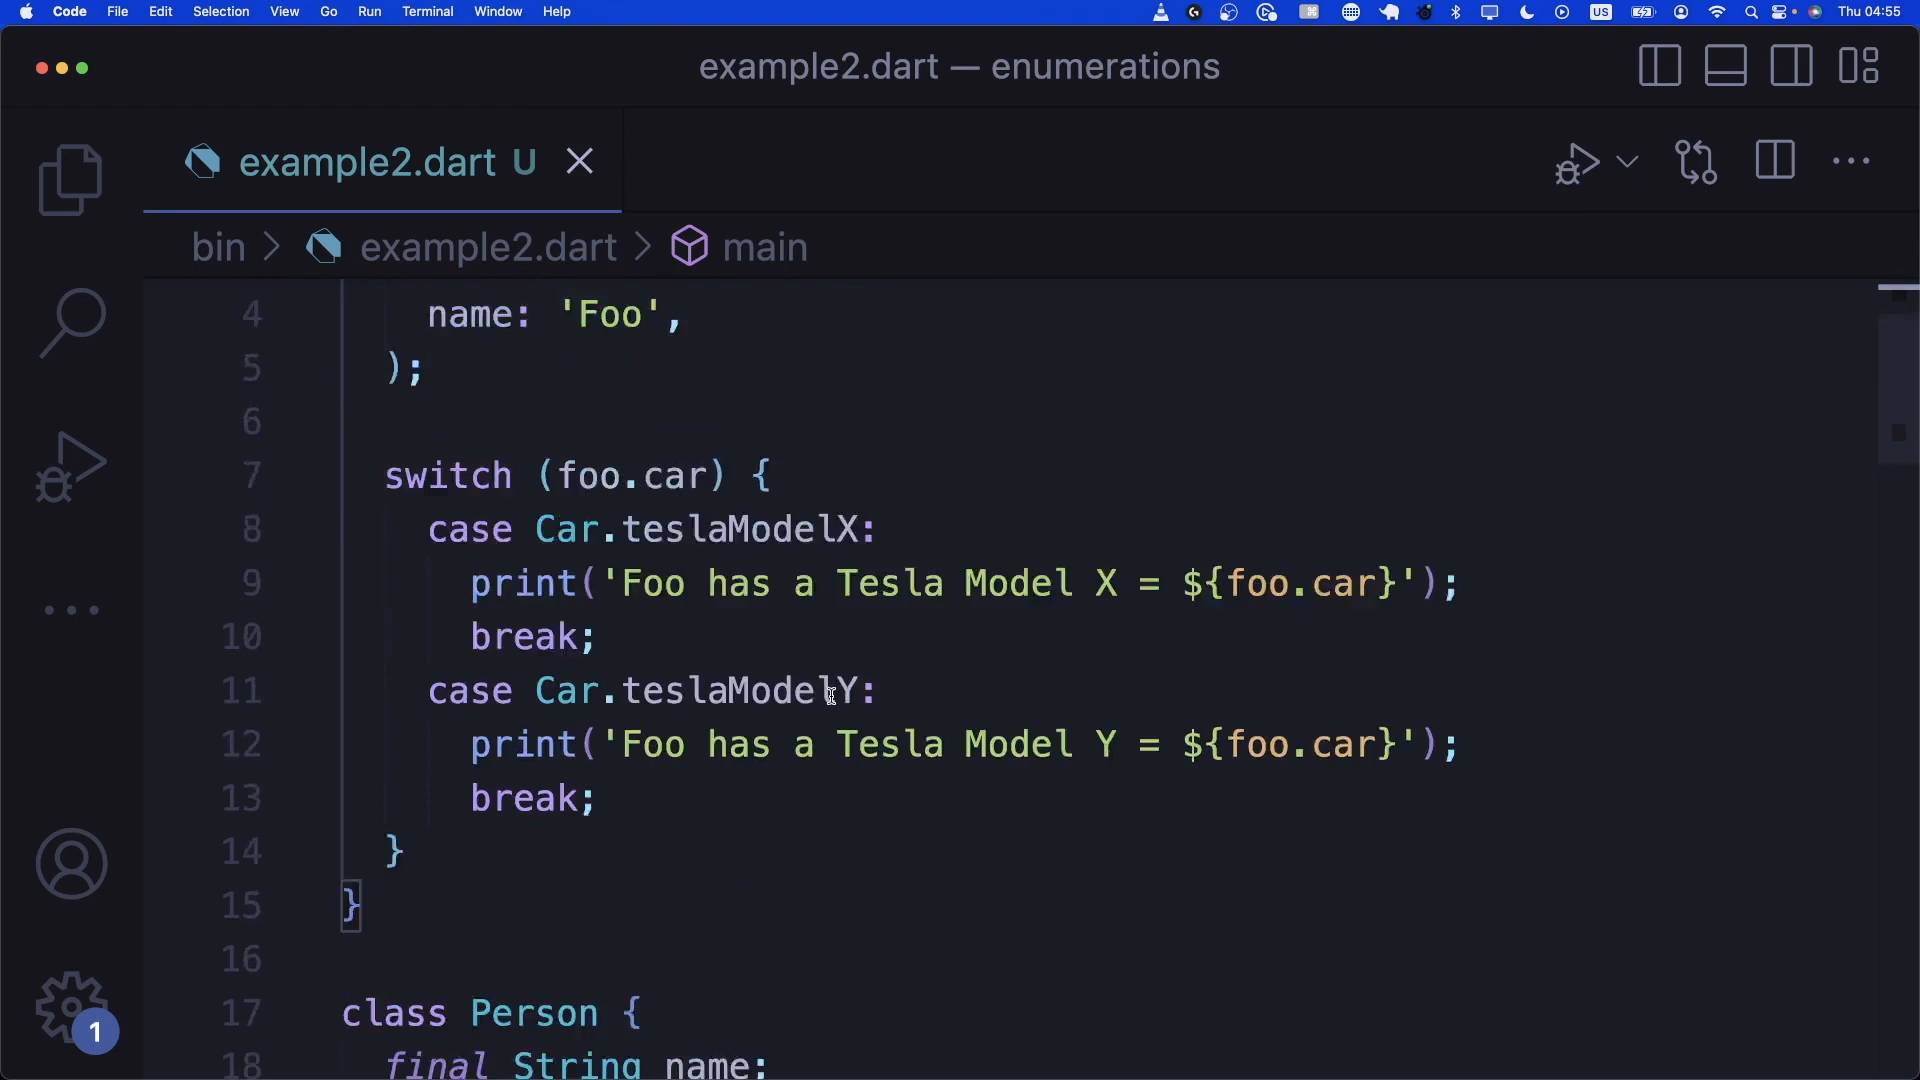 Code File Edit Selection View Go Run Terminal Window Help US Thu 04:55
example2.dart — enumerations
example2.dart U
bin > example2.dart > main
4 name: 'Foo',
5 );
6
7 switch (foo.car) {
8 case Car.teslaModelX:
9 print('Foo has a Tesla Model X = ${foo.car}');
10 break;
11 case Car.teslaModelY:
12 print('Foo has a Tesla Model Y = ${foo.car}');
13 break;
14 }
15 }
16
17 class Person {
18 final String name;
1